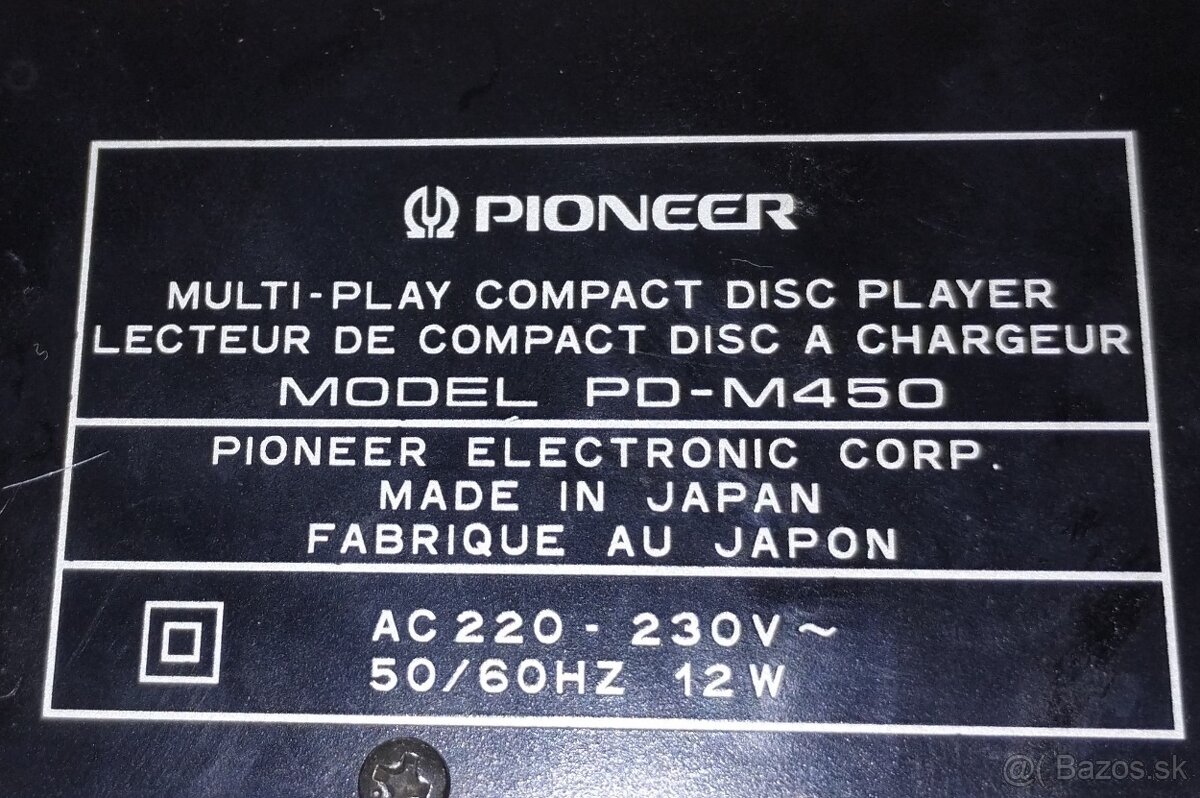 PIONEER
MULTI-PLAY COMPACT DISC PLAYER
LECTEUR DE COMPACT DISC A CHARGEUR
MODEL PD-M450
PIONEER ELECTRONIC CORP.
MADE IN JAPAN
FABRIQUE AU JAPON
AC 220 - 230V~
50/60HZ 12W
@( Bazos.sk